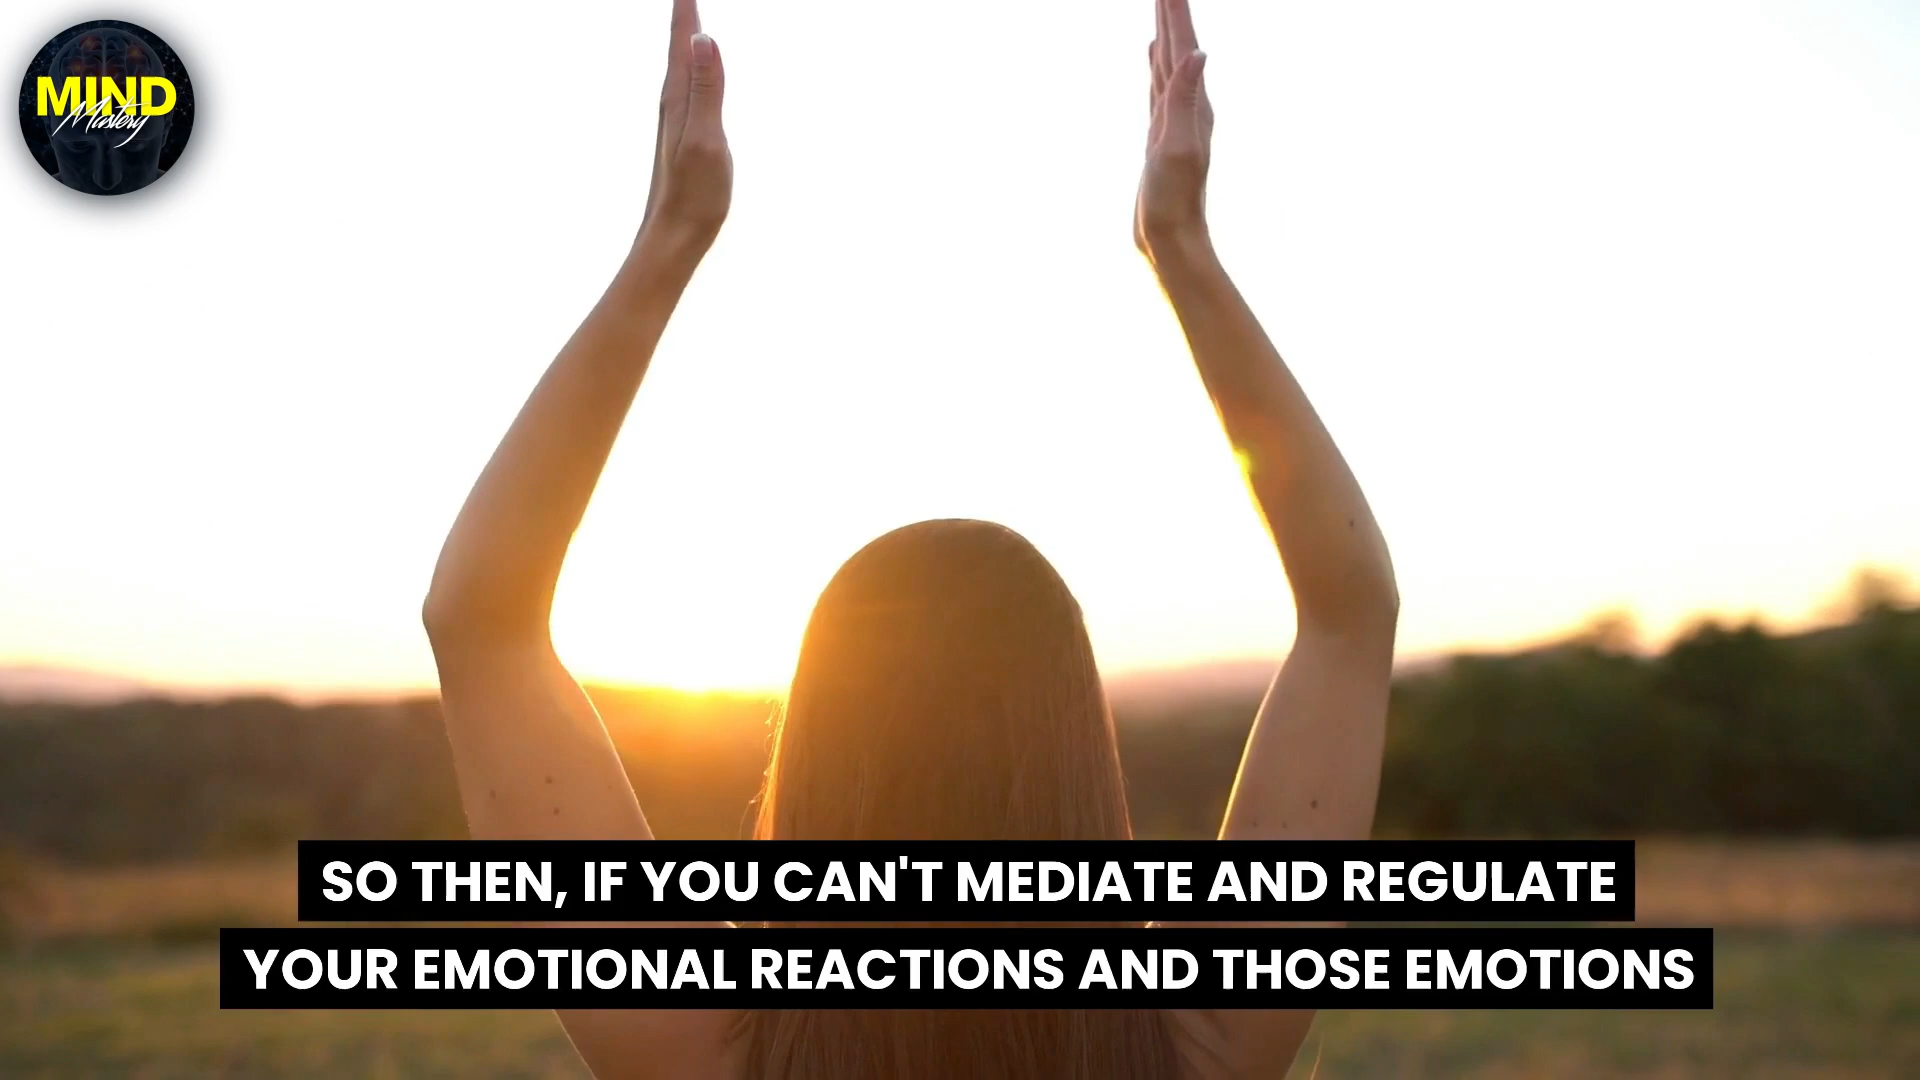 MIND
Mastery
SO THEN, IF YOU CAN'T MEDIATE AND REGULATE
YOUR EMOTIONAL REACTIONS AND THOSE EMOTIONS